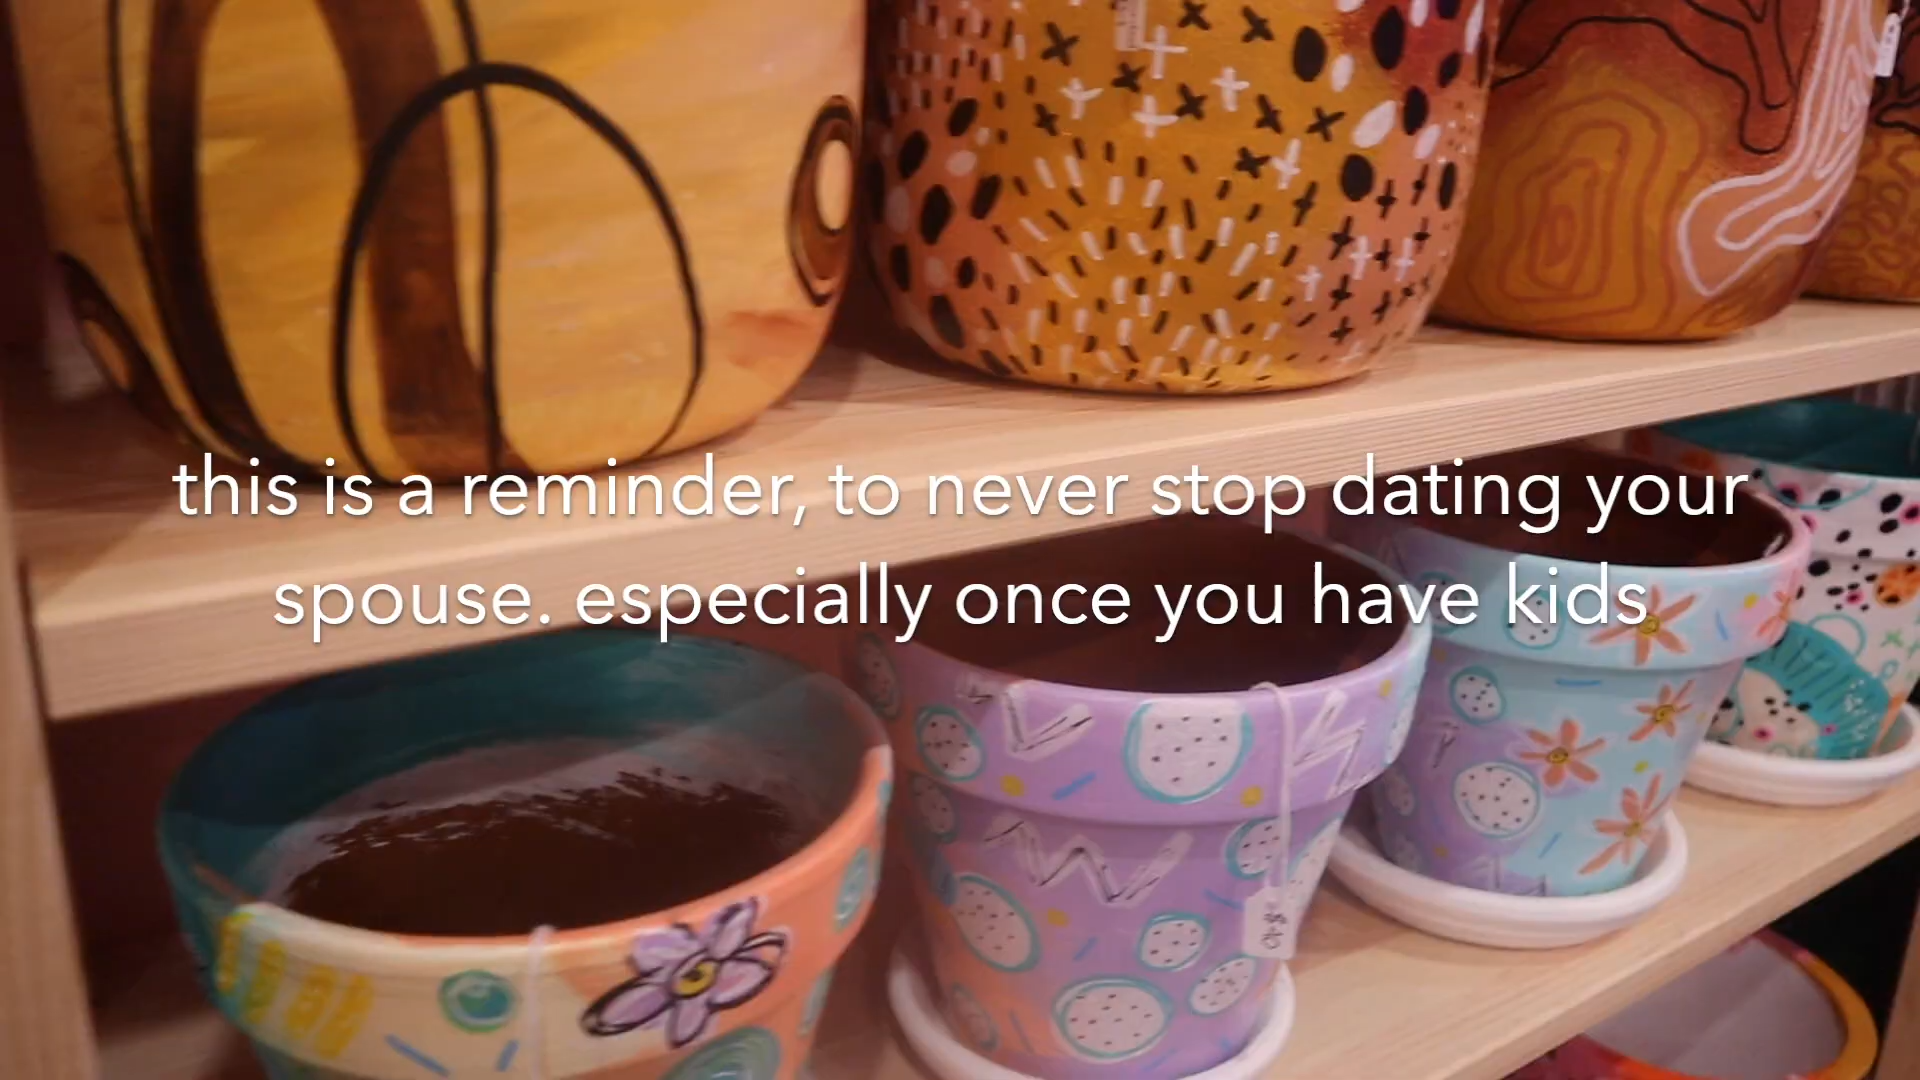 this is a reminder, to never stop dating your
spouse. especially once you have kids